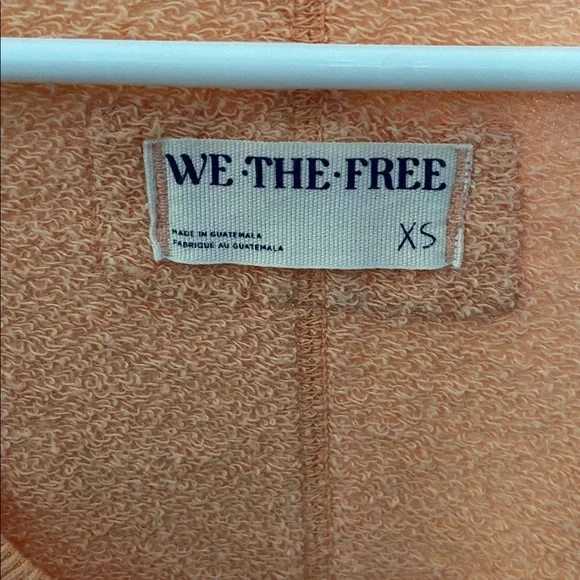 WE·THE·FREE
MADE IN GUATEMALA
FABRIQUE AU GUATEMALA
XS